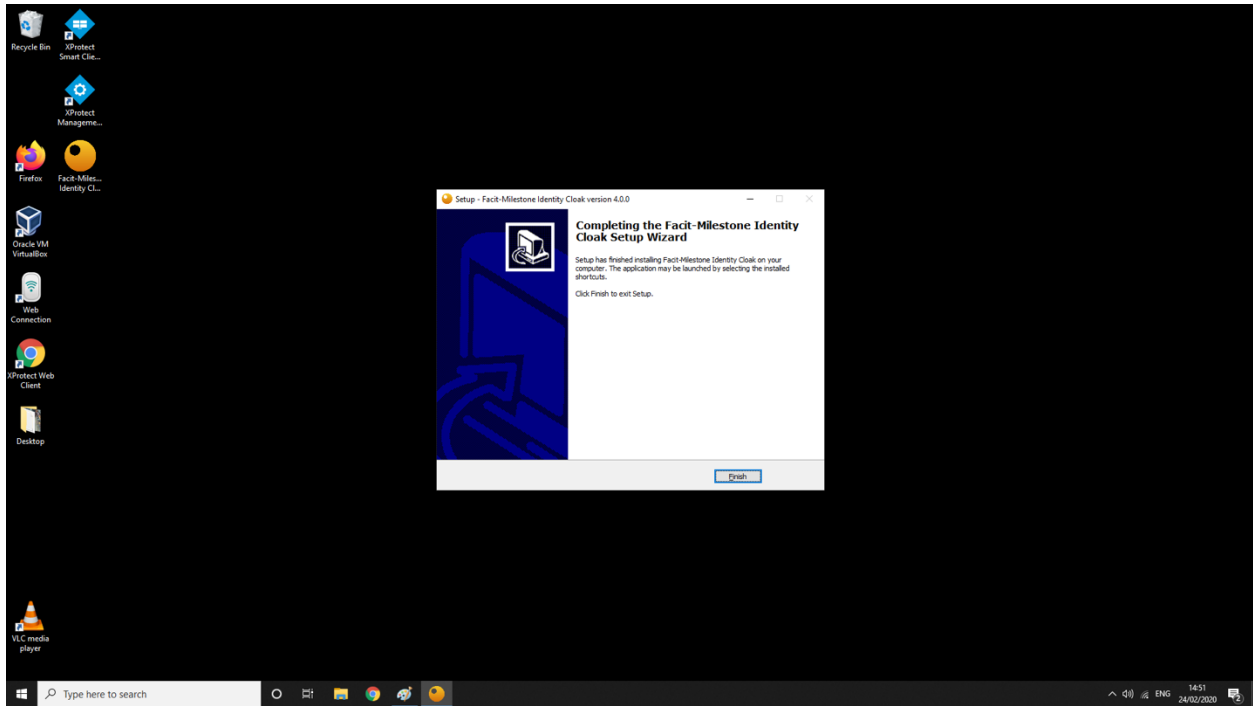 Recycle Bin
XProtect
Smart Clie...
XProtect
Manageme...
Firefox
Facit-Miles...
Identity Cl...
Oracle VM
VirtualBox
Web
Connection
XProtect Web
Client
Desktop
VLC media
player
Setup - Facit-Milestone Identity Cloak version 4.0.0
Completing the Facit-Milestone Identity
Cloak Setup Wizard
Setup has finished installing Facit-Milestone Identity Cloak on your
computer. The application may be launched by selecting the installed
shortcuts.
Click Finish to exit Setup.
Finish
Type here to search
ENG
14:51
24/02/2020
2